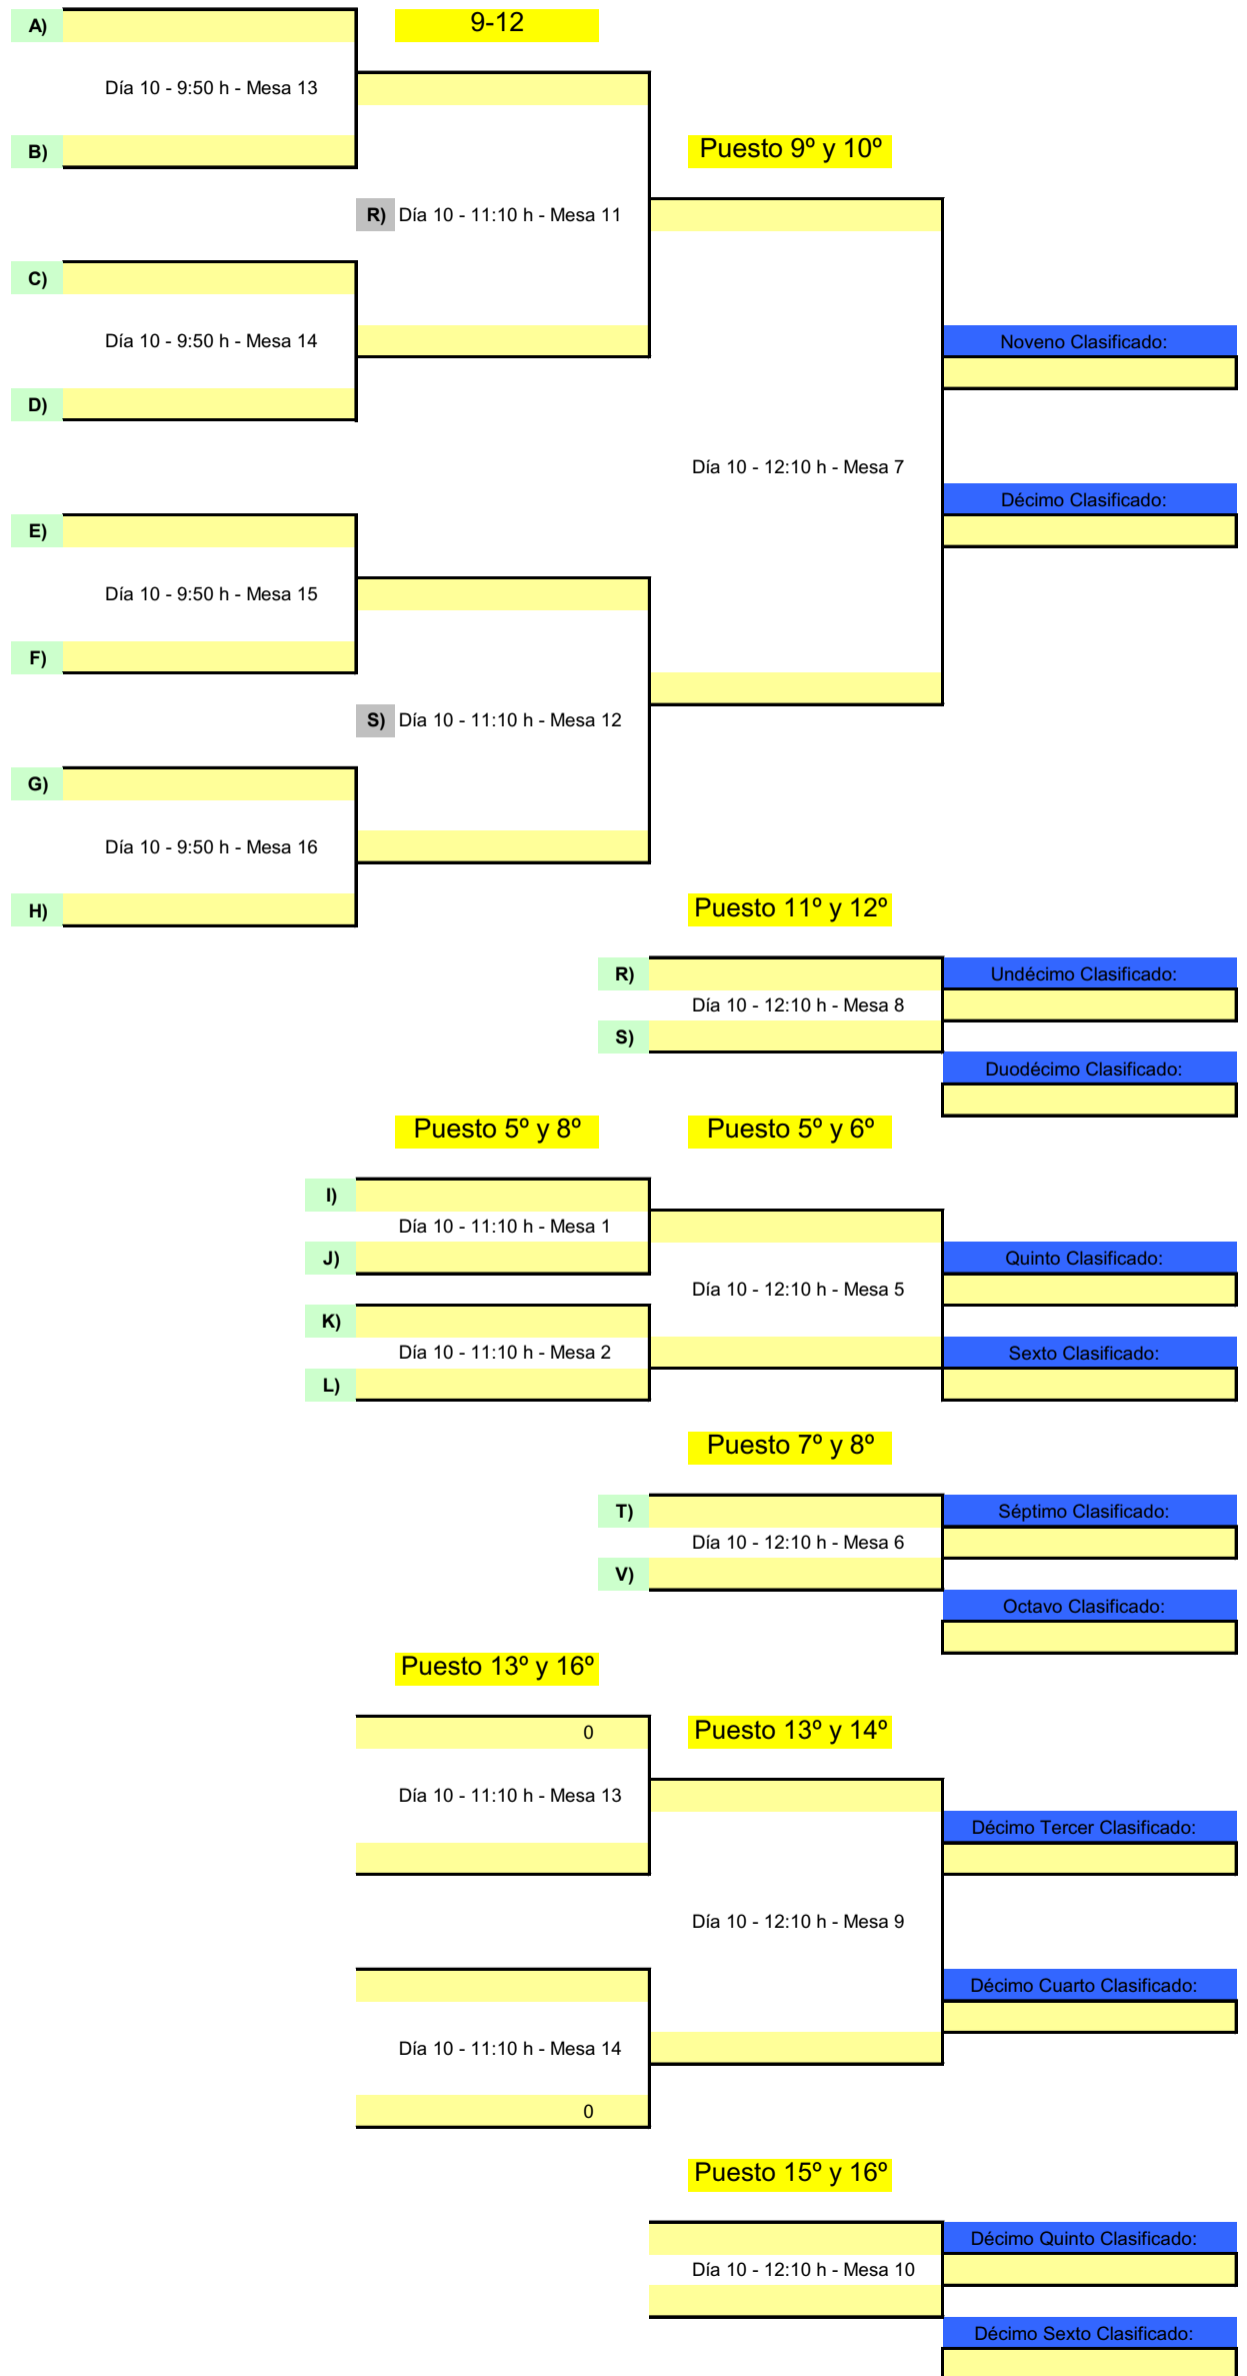 A)
9-12
Día 10 - 9:50 h - Mesa 13
B)
Puesto 9º y 10º
R) Día 10 - 11:10 h - Mesa 11
C)
Día 10 - 9:50 h - Mesa 14
Noveno Clasificado:
D)
Día 10 - 12:10 h - Mesa 7
Décimo Clasificado:
E)
Día 10 - 9:50 h - Mesa 15
F)
S) Día 10 - 11:10 h - Mesa 12
G)
Día 10 - 9:50 h - Mesa 16
H)
Puesto 11º y 12º
R)
Undécimo Clasificado:
Día 10 - 12:10 h - Mesa 8
S)
Duodécimo Clasificado:
Puesto 5º y 8º
Puesto 5º y 6º
I)
Día 10 - 11:10 h - Mesa 1
J)
Quinto Clasificado:
Día 10 - 12:10 h - Mesa 5
K)
Día 10 - 11:10 h - Mesa 2
Sexto Clasificado:
L)
Puesto 7º y 8º
T)
Séptimo Clasificado:
Día 10 - 12:10 h - Mesa 6
V)
Octavo Clasificado:
Puesto 13º y 16º
0
Puesto 13º y 14º
Día 10 - 11:10 h - Mesa 13
Décimo Tercer Clasificado:
Día 10 - 12:10 h - Mesa 9
Décimo Cuarto Clasificado:
Día 10 - 11:10 h - Mesa 14
0
Puesto 15º y 16º
Décimo Quinto Clasificado:
Día 10 - 12:10 h - Mesa 10
Décimo Sexto Clasificado: